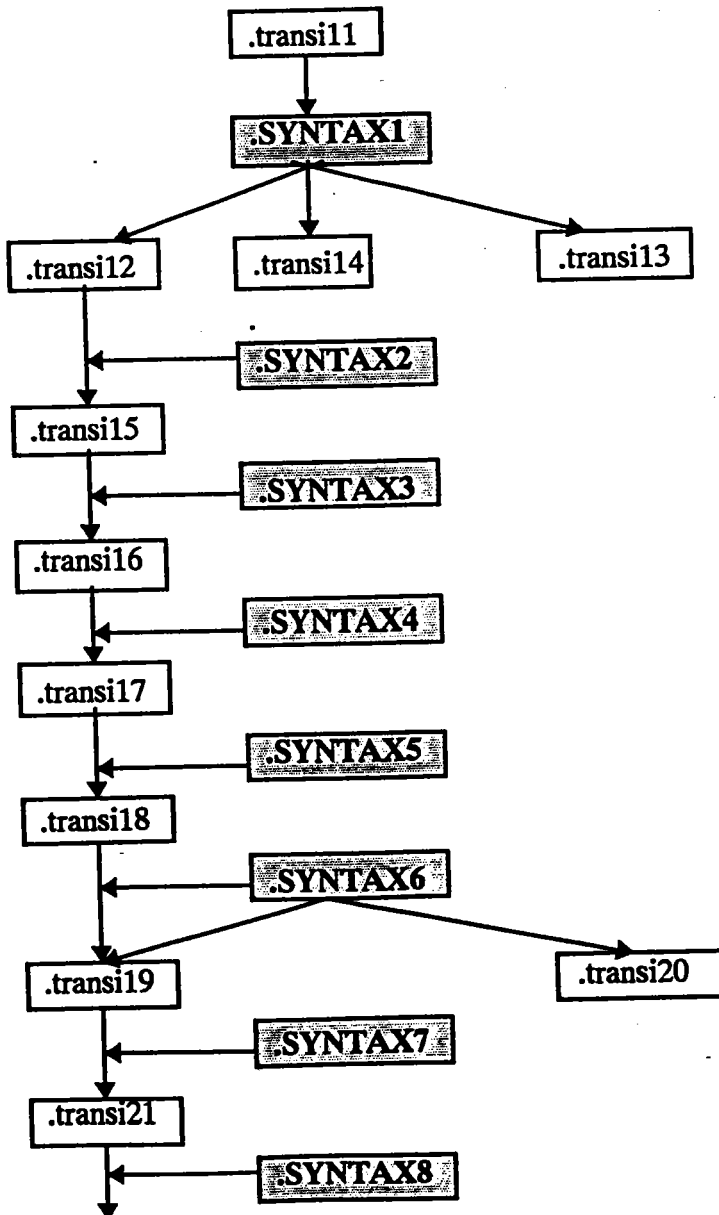 .transi11
.SYNTAX1
.transi12
.transi14
.transi13
.SYNTAX2
.transi15
.SYNTAX3
.transi16
.SYNTAX4
.transi17
.SYNTAX5
.transi18
.SYNTAX6
.transi19
.transi20
.SYNTAX7
.transi21
.SYNTAX8